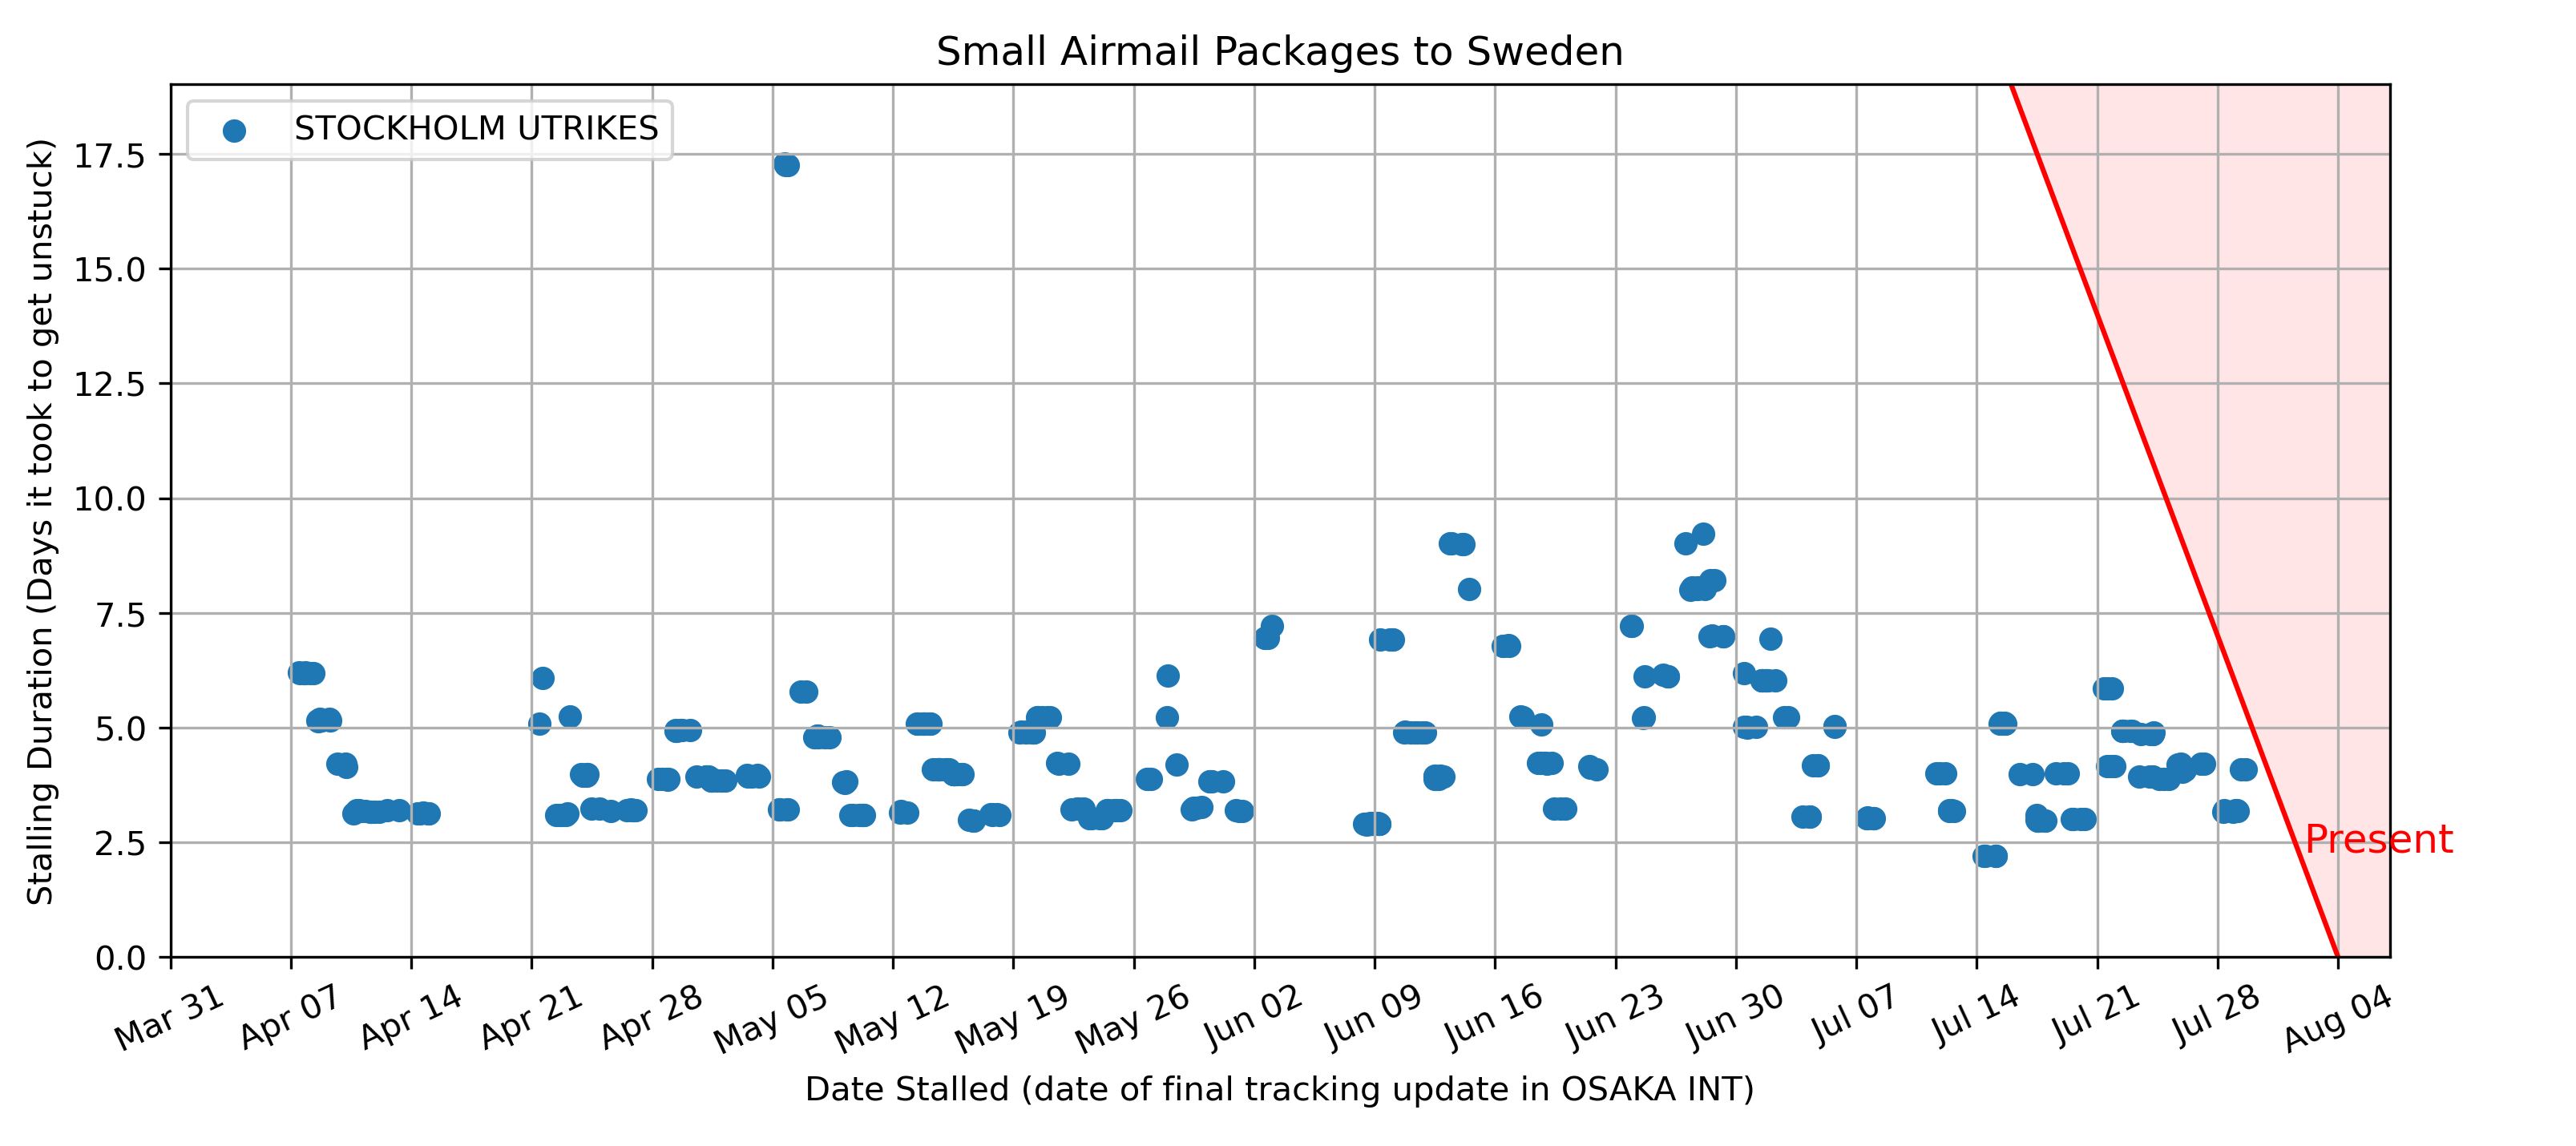 Small Airmail Packages to Sweden
STOCKHOLM UTRIKES
Stalling Duration (Days it took to get unstuck)
17.5
15.0
12.5
10.0
7.5
5.0
2.5
0.0
Present
Mar 31
Apr 07
Apr 14
Apr 21
Apr 28
May 05
May 12
May 19
May 26
Jun 02
Jun 09
Jun 16
Jun 23
Jun 30
Jul 07
Jul 14
Jul 21
Jul 28
Aug 04
Date Stalled (date of final tracking update in OSAKA INT)